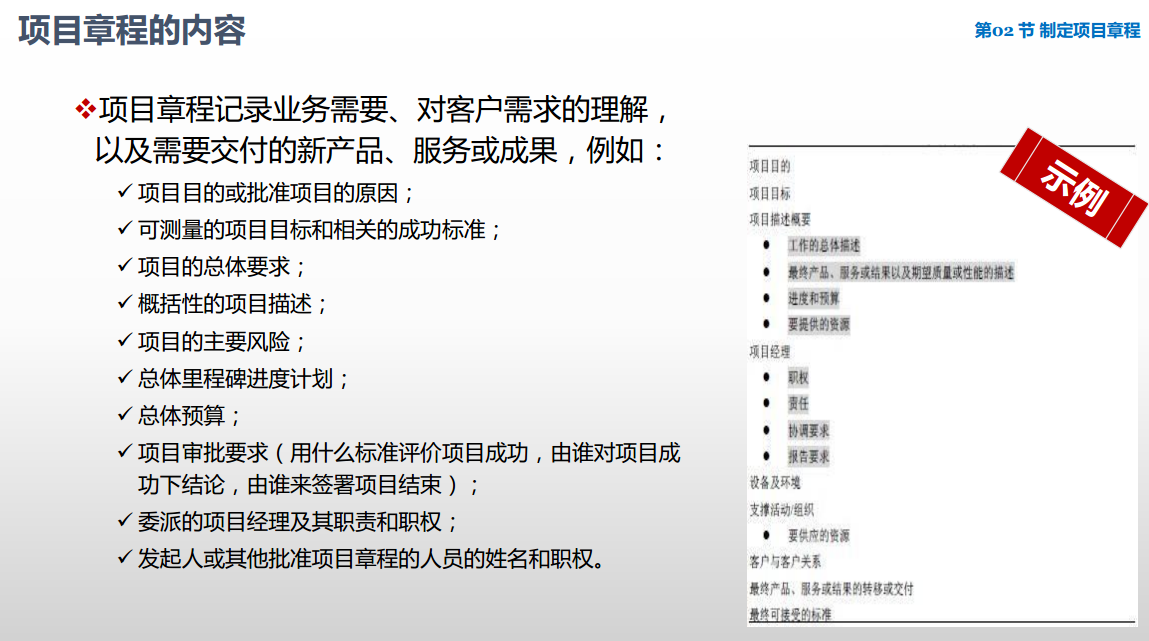 项目章程的内容
第02 节 制定项目章程
项目章程记录业务需要、对客户需求的理解，
以及需要交付的新产品、服务或成果，例如：
项目目的或批准项目的原因；
可测量的项目目标和相关的成功标准；
项目的总体要求；
概括性的项目描述；
项目的主要风险；
总体里程碑进度计划；
总体预算；
项目审批要求（用什么标准评价项目成功，由谁对项目成
功下结论，由谁来签署项目结束）；
委派的项目经理及其职责和职权；
发起人或其他批准项目章程的人员的姓名和职权。
示例
项目目的
项目目标
项目描述概要
工作的总体描述
最终产品、服务或结果以及期望质量或性能的描述
进度和预算
要提供的资源
项目经理
职权
责任
协调要求
报告要求
设备及环境
支撑活动/组织
要供应的资源
客户与客户关系
最终产品、服务或结果的转移或交付
最终可接受的标准